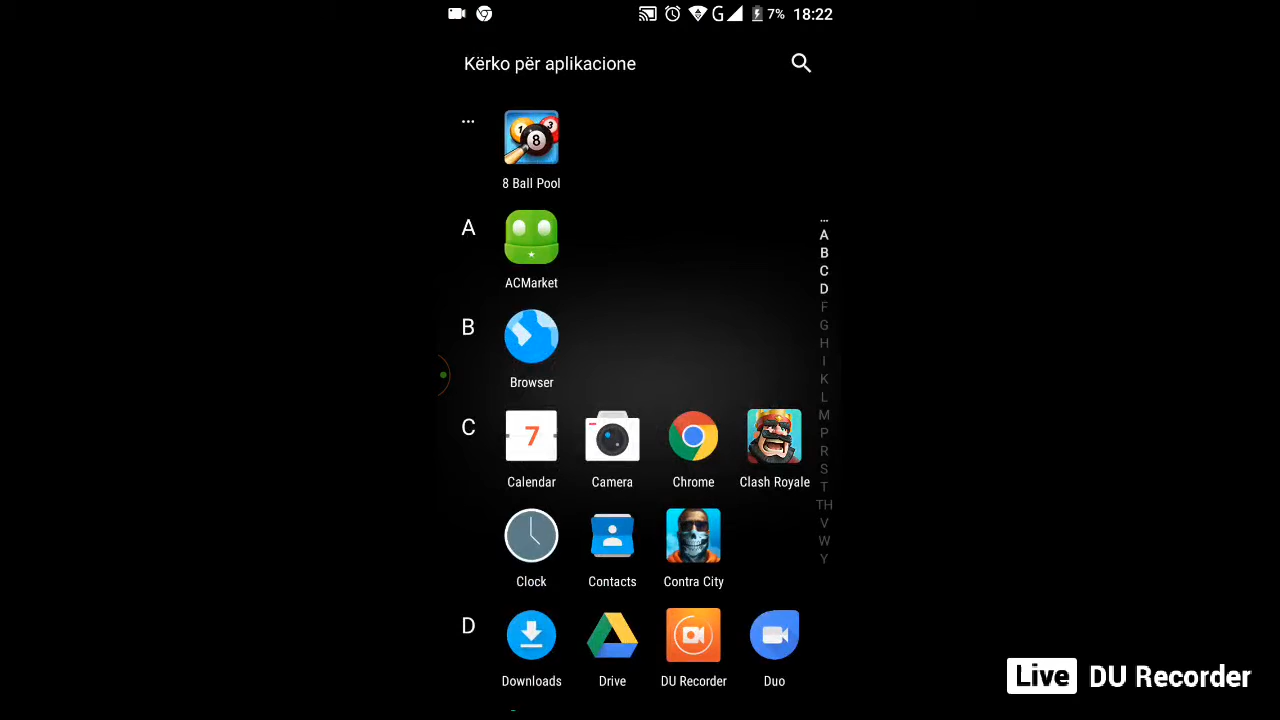 7% 18:22
Kërko për aplikacione
...
8 Ball Pool
A
ACMarket
B
Browser
C
7
Calendar
Camera
Chrome
Clash Royale
Clock
Contacts
Contra City
D
Downloads
Drive
DU Recorder
Duo
...
A
B
C
D
F
G
H
I
K
L
M
P
R
S
T
TH
V
W
Y
Live DU Recorder